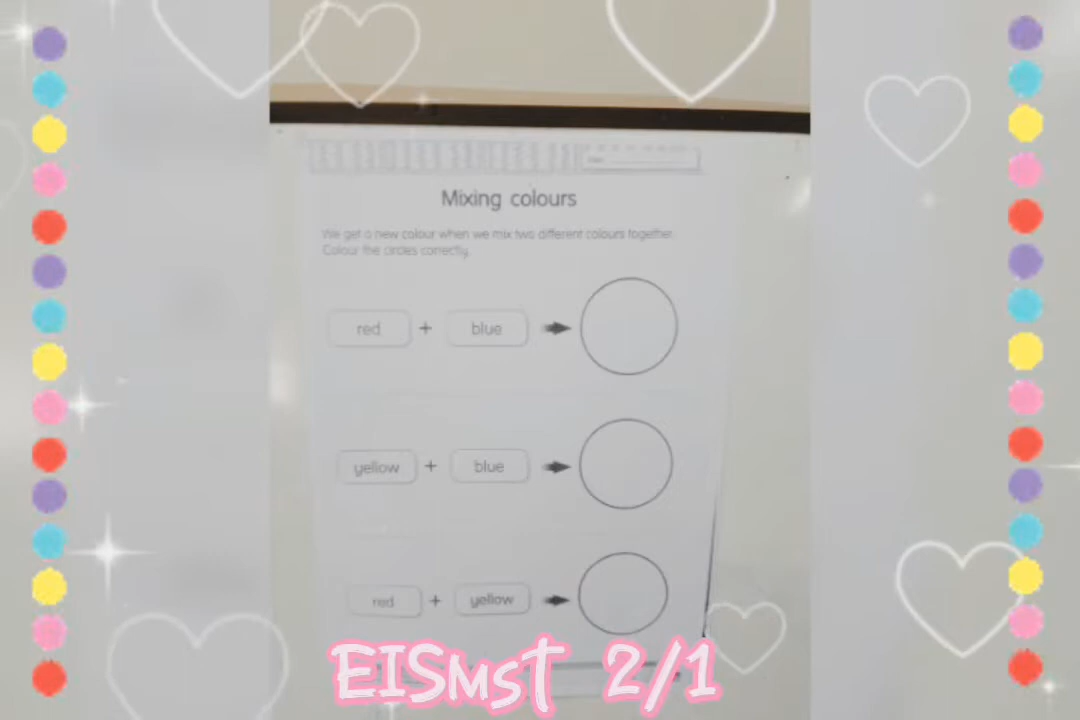 Mixing colours
We get a new colour when we mix two different colours together.
Colour the circles correctly.
red + blue
yellow + blue
red + yellow
EISMST 2/1